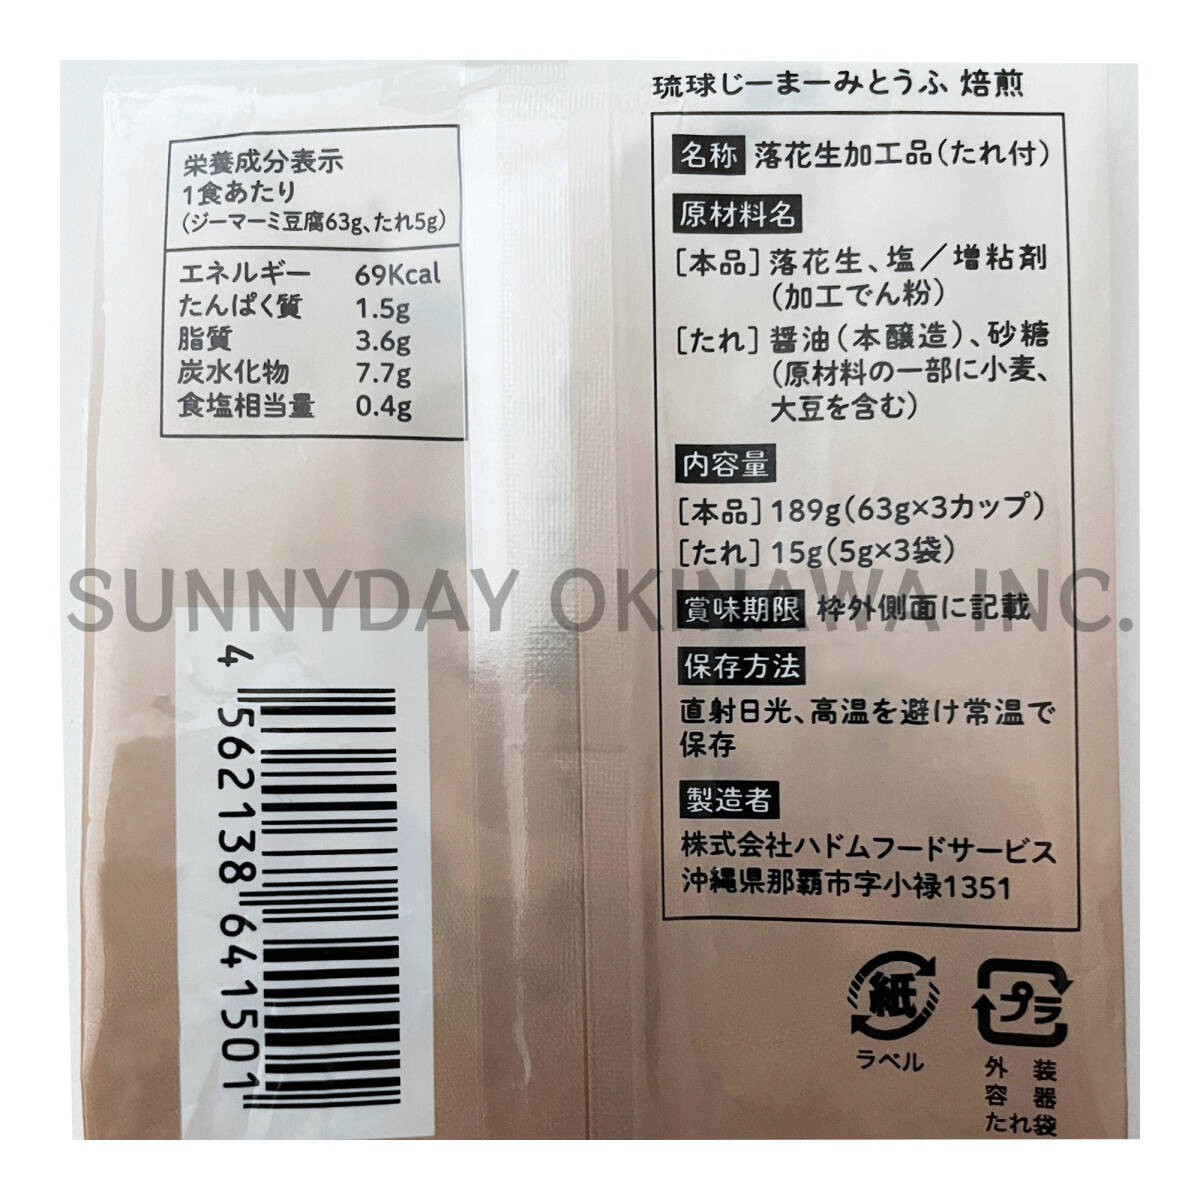 栄養成分表示
1食あたり
(ジーマーミ豆腐63g、たれ5g)
エネルギー 69Kcal
たんぱく質 1.5g
脂質 3.6g
炭水化物 7.7g
食塩相当量 0.4g
琉球じーまーみとうふ 焙煎
名称 落花生加工品(たれ付)
原材料名
[本品]落花生、塩/増粘剤
(加工でん粉)
[たれ]醤油(本醸造)、砂糖
(原材料の一部に小麦、
大豆を含む)
内容量
[本品]189g(63g×3カップ)
[たれ]15g(5g×3袋)
賞味期限 枠外側面に記載
保存方法
直射日光、高温を避け常温で
保存
製造者
株式会社ハドムフードサービス
沖縄県那覇市字小禄1351
紙
ラベル
プラ
外装
容器
たれ袋
SUNNYDAY OKINAWA INC.
4 562138 641501